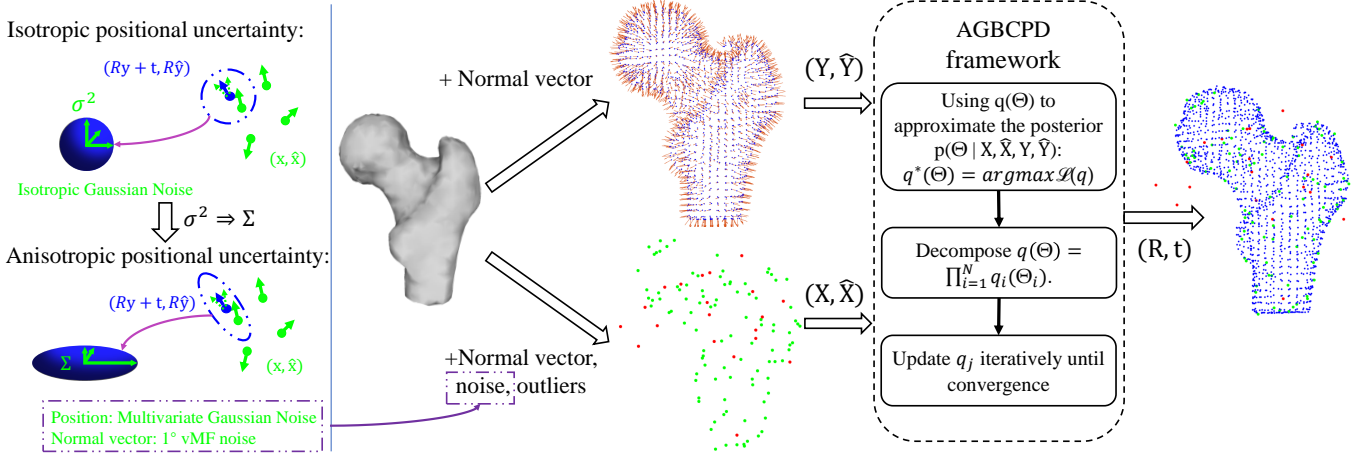 Isotropic positional uncertainty:
(Ry + t, Rŷ)
σ²
(x, x̂)
Isotropic Gaussian Noise
σ² ⇒ Σ
Anisotropic positional uncertainty:
(Ry + t, Rŷ)
Σ
(x, x̂)
Position: Multivariate Gaussian Noise
Normal vector: 1° vMF noise
+ Normal vector
+Normal vector,
noise, outliers
(Y, Ŷ)
(X, X̂)
AGBCPD
framework
Using q(Θ) to
approximate the posterior
p(Θ | X, X̂, Y, Ŷ):
q*(Θ) = argmaxℒ(q)
Decompose q(Θ) =
∏ᵢ₌₁ᴺ qᵢ(Θᵢ).
Update qⱼ iteratively until
convergence
(R, t)